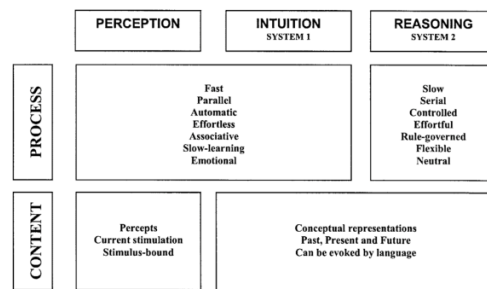 PERCEPTION
INTUITION
SYSTEM 1
REASONING
SYSTEM 2
PROCESS
Fast
Parallel
Automatic
Effortless
Associative
Slow-learning
Emotional
Slow
Serial
Controlled
Effortful
Rule-governed
Flexible
Neutral
CONTENT
Percepts
Current stimulation
Stimulus-bound
Conceptual representations
Past, Present and Future
Can be evoked by language